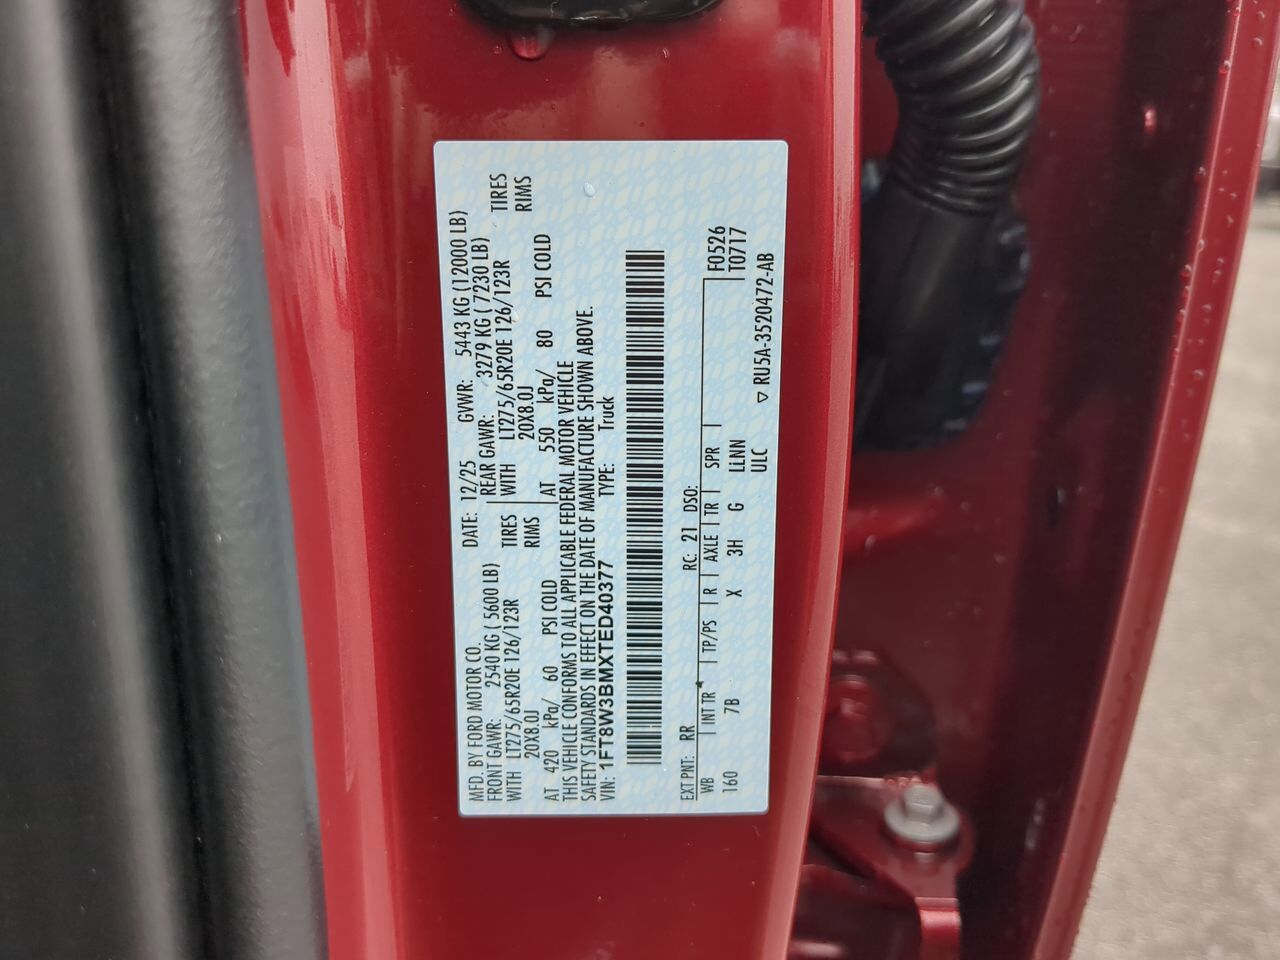 MFD. BY FORD MOTOR CO.
DATE: 12/25 GVWR: 5443 KG (12000 LB)
FRONT GAWR: 2540 KG ( 5600 LB) REAR GAWR: 3279 KG ( 7230 LB)
WITH LT275/65R20E 126/123R TIRES WITH LT275/65R20E 126/123R TIRES
20X8.0J RIMS 20X8.0J RIMS
AT 420 kPa/ 60 PSI COLD AT 550 kPa/ 80 PSI COLD
THIS VEHICLE CONFORMS TO ALL APPLICABLE FEDERAL MOTOR VEHICLE
SAFETY STANDARDS IN EFFECT ON THE DATE OF MANUFACTURE SHOWN ABOVE.
VIN: 1FT8W3BMXTED40377 TYPE: Truck
EXT PNT: RR RC: 21 DSO:
WB INT TR TP/PS R AXLE TR SPR F0526
160 7B X 3H G LLNN T0717
ULC
▽ RU5A-3520472-AB